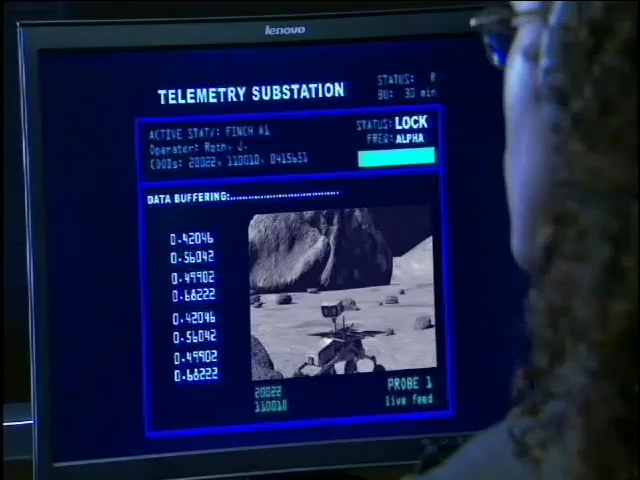 lenovo
TELEMETRY SUBSTATION
STATUS: R
BU: 30 min
ACTIVE STAT/: FINCH A1
Operator: Roth, J.
COODs: 20022, 110010, 0415651
STATUS: LOCK
FREQ: ALPHA
DATA BUFFERING:
0.42046
0.56042
0.49902
0.68222
0.42046
0.56042
0.49902
0.68222
20022
110010
PROBE 1
live feed